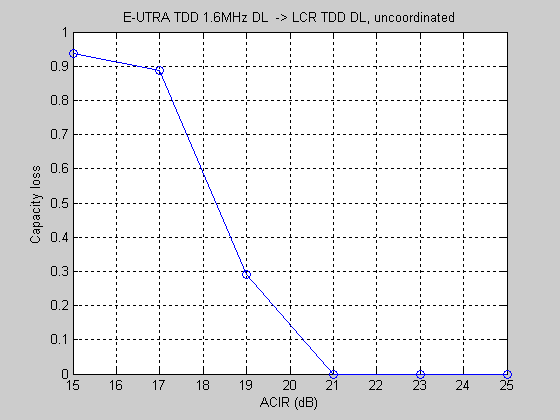 E-UTRA TDD 1.6MHz DL -> LCR TDD DL, uncoordinated
1
0.9
0.8
0.7
0.6
0.5
0.4
0.3
0.2
0.1
0
Capacity loss
15 16 17 18 19 20 21 22 23 24 25
ACIR (dB)